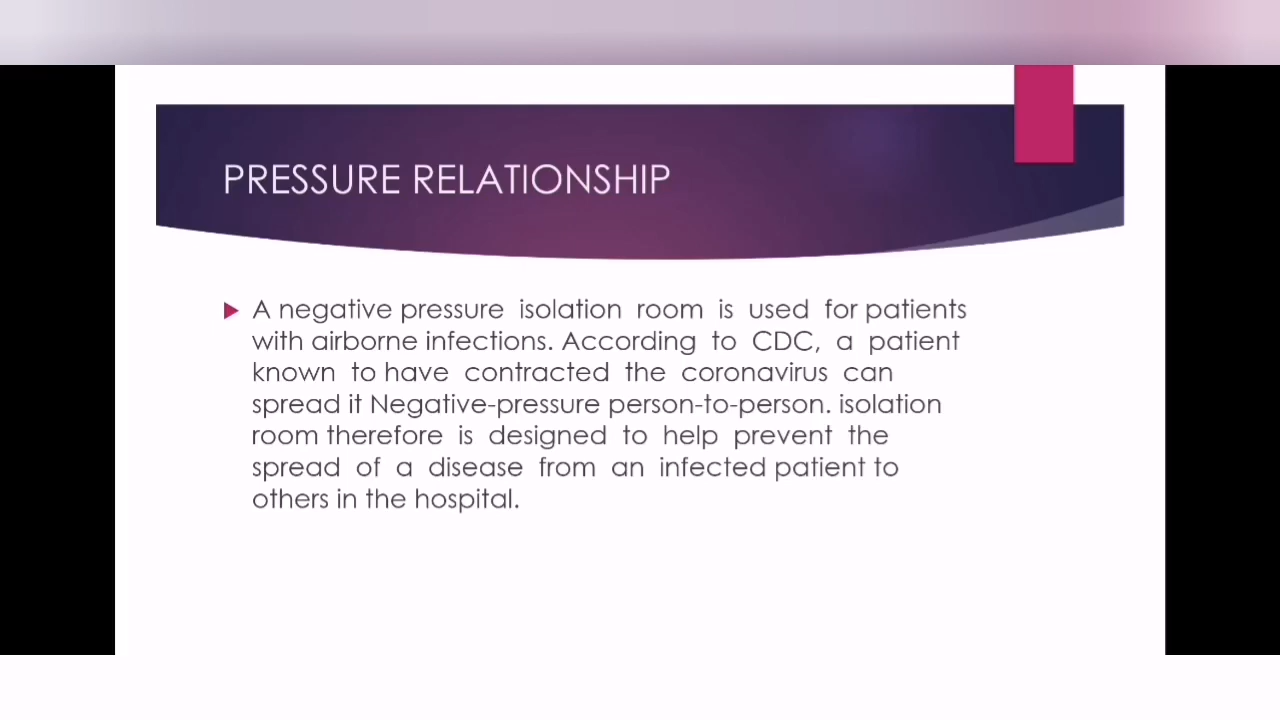 PRESSURE RELATIONSHIP
A negative pressure isolation room is used for patients
with airborne infections. According to CDC, a patient
known to have contracted the coronavirus can
spread it Negative-pressure person-to-person. isolation
room therefore is designed to help prevent the
spread of a disease from an infected patient to
others in the hospital.